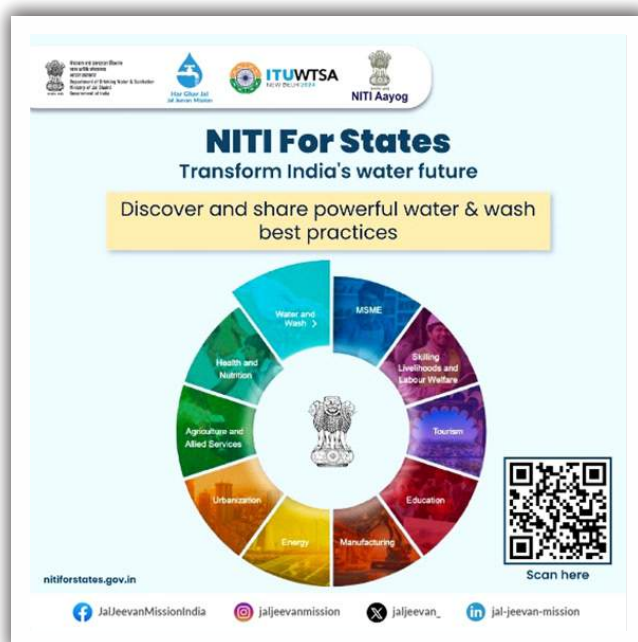 Department of Drinking Water & Sanitation
Ministry of Jal Shakti
Government of India
Har Ghar Jal
Jal Jeevan Mission
ITUWTSA
NEW DELHI 2024
NITI Aayog
NITI For States
Transform India's water future
Discover and share powerful water & wash
best practices
Water and
Wash >
MSME
Health and
Nutrition
Skilling
Livelihoods and
Labour Welfare
Agriculture and
Allied Services
Tourism
Urbanization
Education
Energy
Manufacturing
Scan here
nitiforstates.gov.in
JalJeevanMissionIndia
jaljeevanmission
jaljeevan_
jal-jeevan-mission